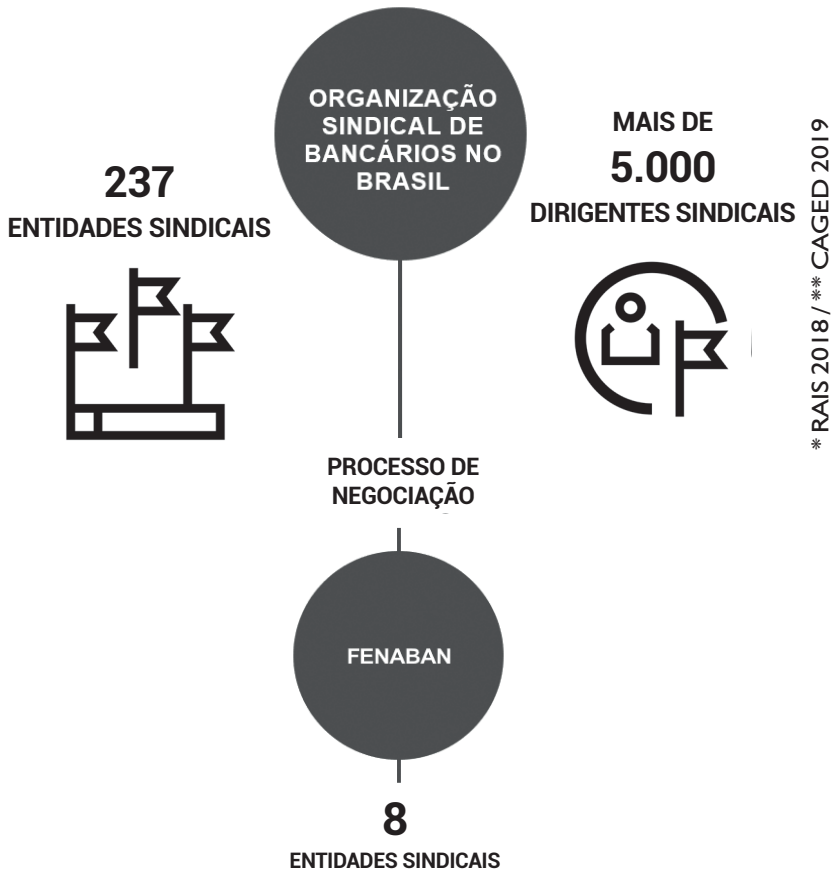 ORGANIZAÇÃO
SINDICAL DE
BANCÁRIOS NO
BRASIL
237
ENTIDADES SINDICAIS
MAIS DE
5.000
DIRIGENTES SINDICAIS
* RAIS 2018 / ** CAGED 2019
PROCESSO DE
NEGOCIAÇÃO
FENABAN
8
ENTIDADES SINDICAIS